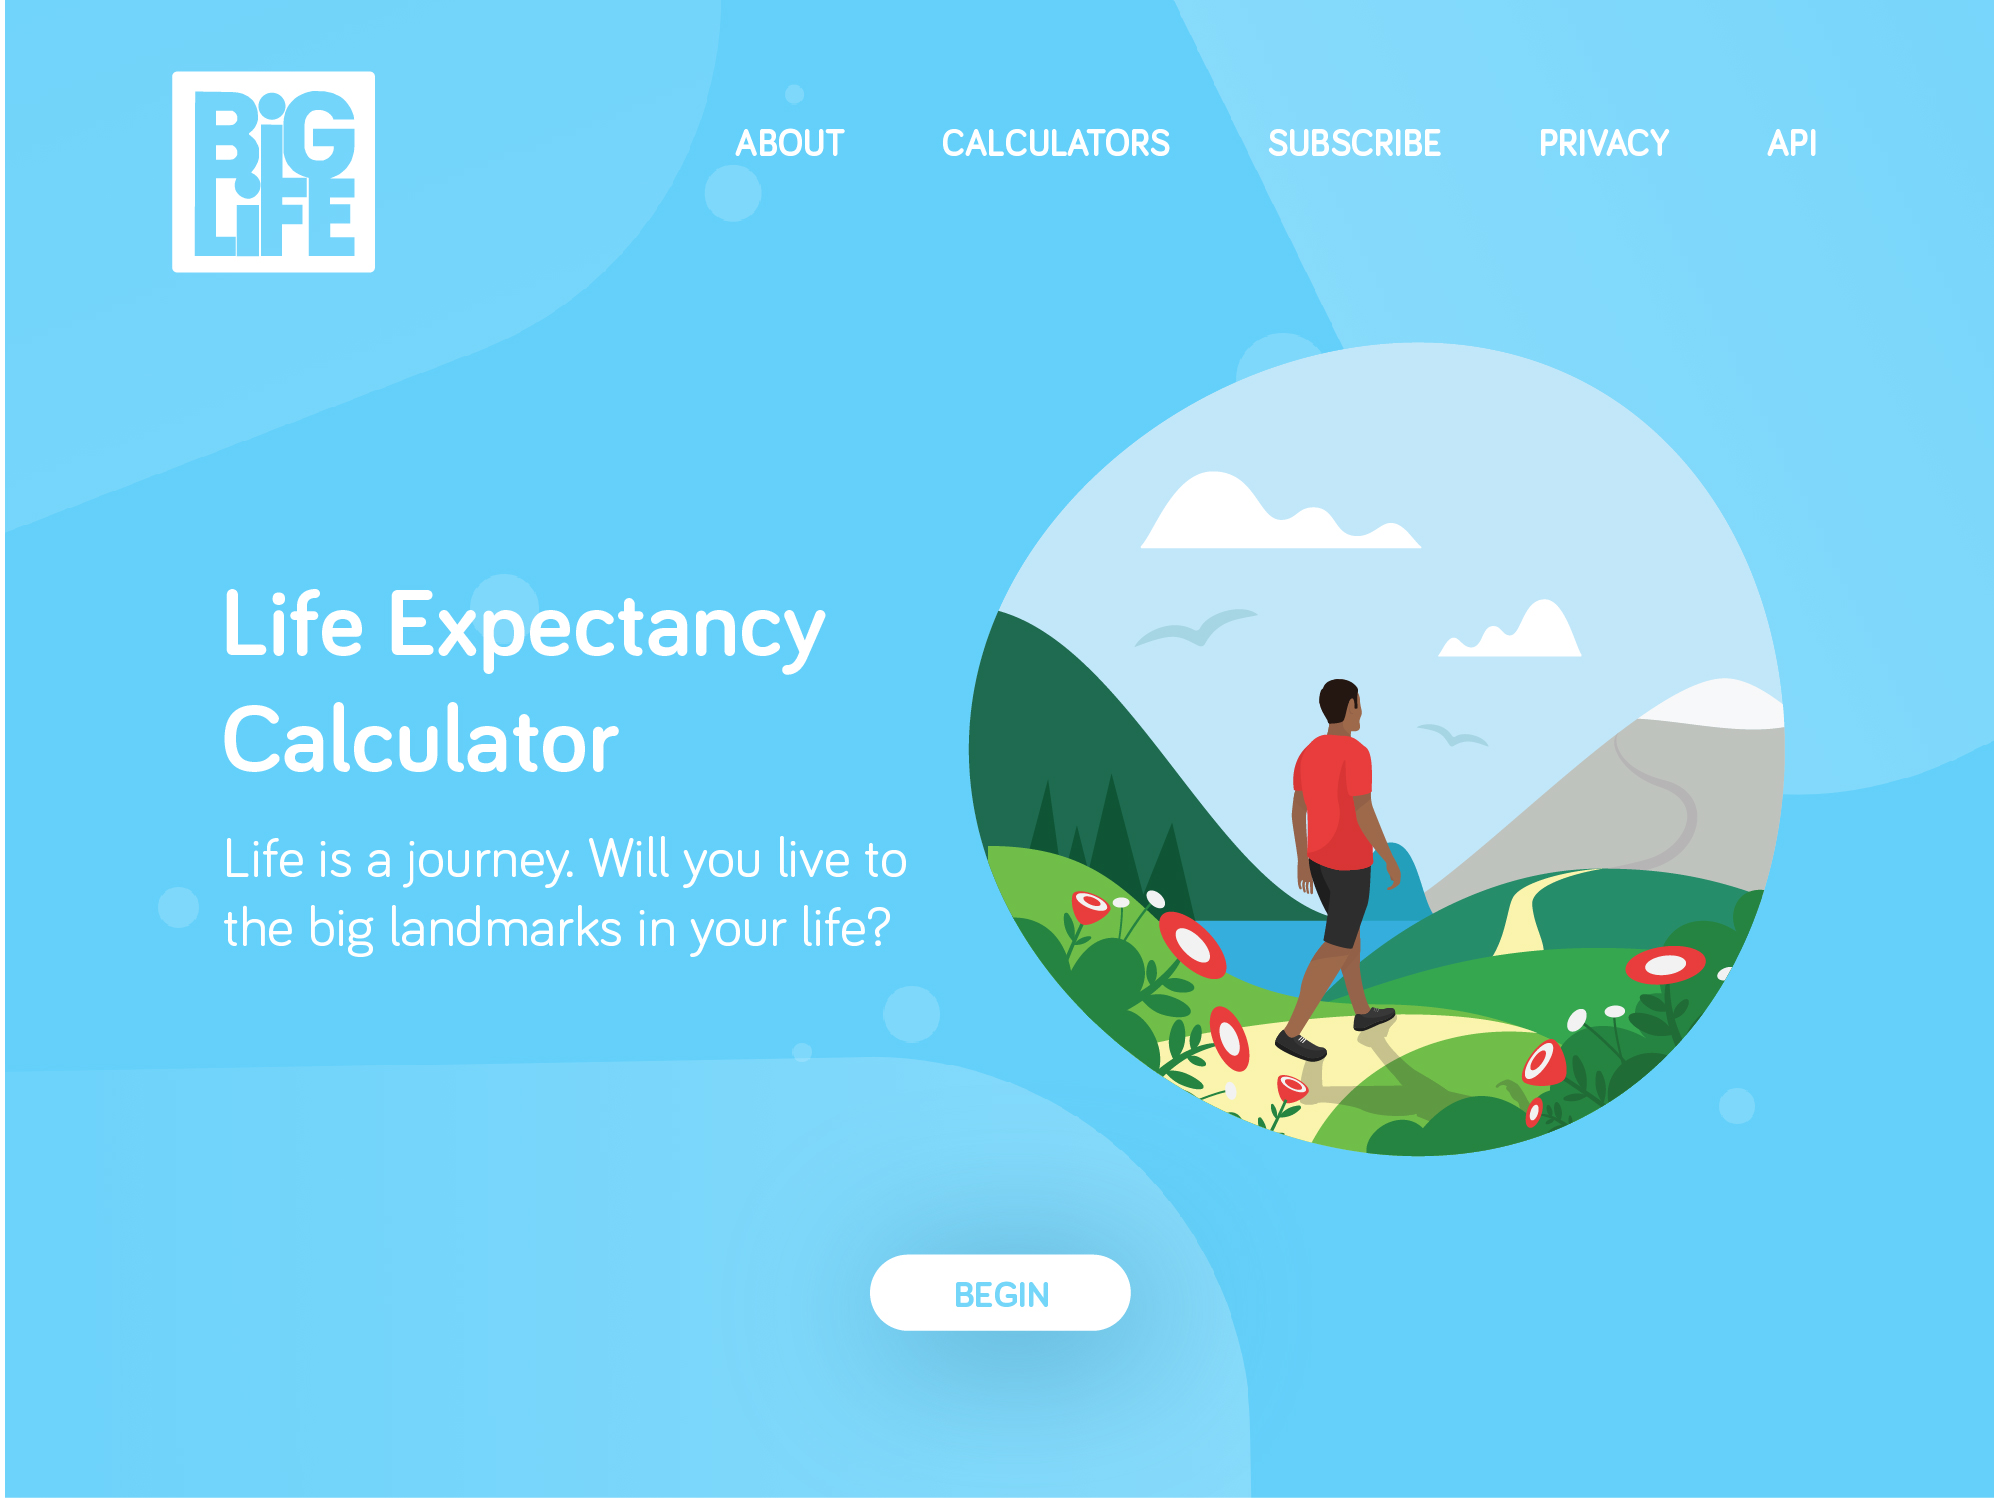 BiG
LiFE
ABOUT CALCULATORS SUBSCRIBE PRIVACY API
Life Expectancy
Calculator
Life is a journey. Will you live to
the big landmarks in your life?
BEGIN